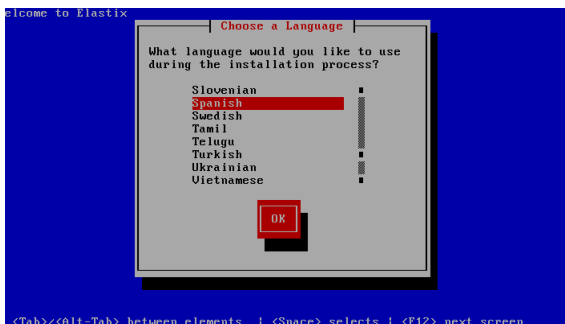 elcome to Elastix
Choose a Language
What language would you like to use
during the installation process?
Slovenian
Spanish
Swedish
Tamil
Telugu
Turkish
Ukrainian
Vietnamese
OK
<Tab>/<Alt-Tab> between elements | <Space> selects | <F12> next screen